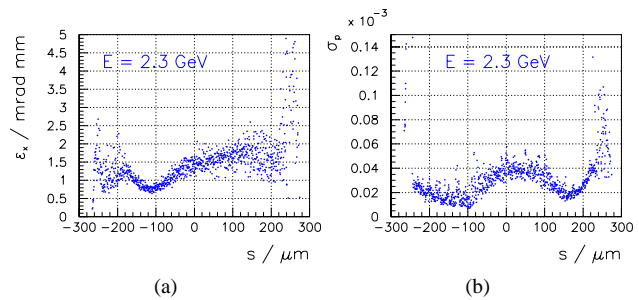 ε_x / mrad mm
5
4.5
4
3.5
3
2.5
2
1.5
1
0.5
0
E = 2.3 GeV
−300 −200 −100 0 100 200 300
s / μm
(a)
σ_p × 10⁻³
0.14
0.12
0.1
0.08
0.06
0.04
0.02
0
E = 2.3 GeV
−300 −200 −100 0 100 200 300
s / μm
(b)